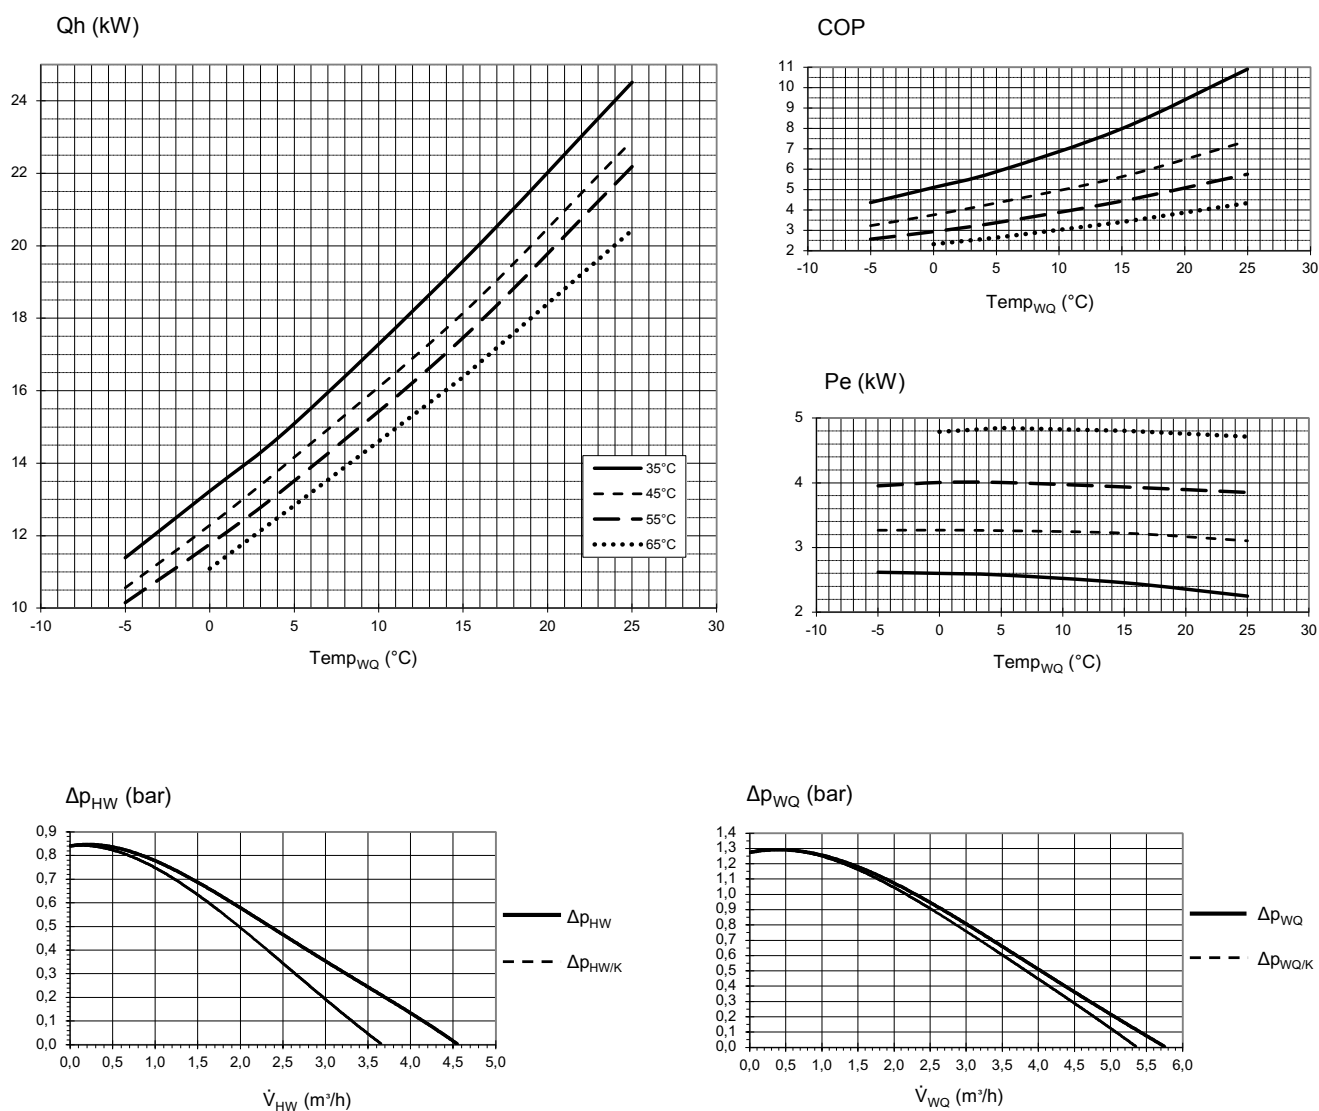 Qh (kW)
24
22
20
18
16
14
12
10
-10 -5 0 5 10 15 20 25 30
Temp_WQ (°C)
35°C
45°C
55°C
65°C
COP
11
10
9
8
7
6
5
4
3
2
-10 -5 0 5 10 15 20 25 30
Temp_WQ (°C)
Pe (kW)
5
4
3
2
-10 -5 0 5 10 15 20 25 30
Temp_WQ (°C)
Δp_HW (bar)
0,9
0,8
0,7
0,6
0,5
0,4
0,3
0,2
0,1
0,0
0,0 0,5 1,0 1,5 2,0 2,5 3,0 3,5 4,0 4,5 5,0
V̇_HW (m³/h)
Δp_HW
Δp_HW/K
Δp_WQ (bar)
1,4
1,3
1,2
1,1
1,0
0,9
0,8
0,7
0,6
0,5
0,4
0,3
0,2
0,1
0,0
0,0 0,5 1,0 1,5 2,0 2,5 3,0 3,5 4,0 4,5 5,0 5,5 6,0
V̇_WQ (m³/h)
Δp_WQ
Δp_WQ/K